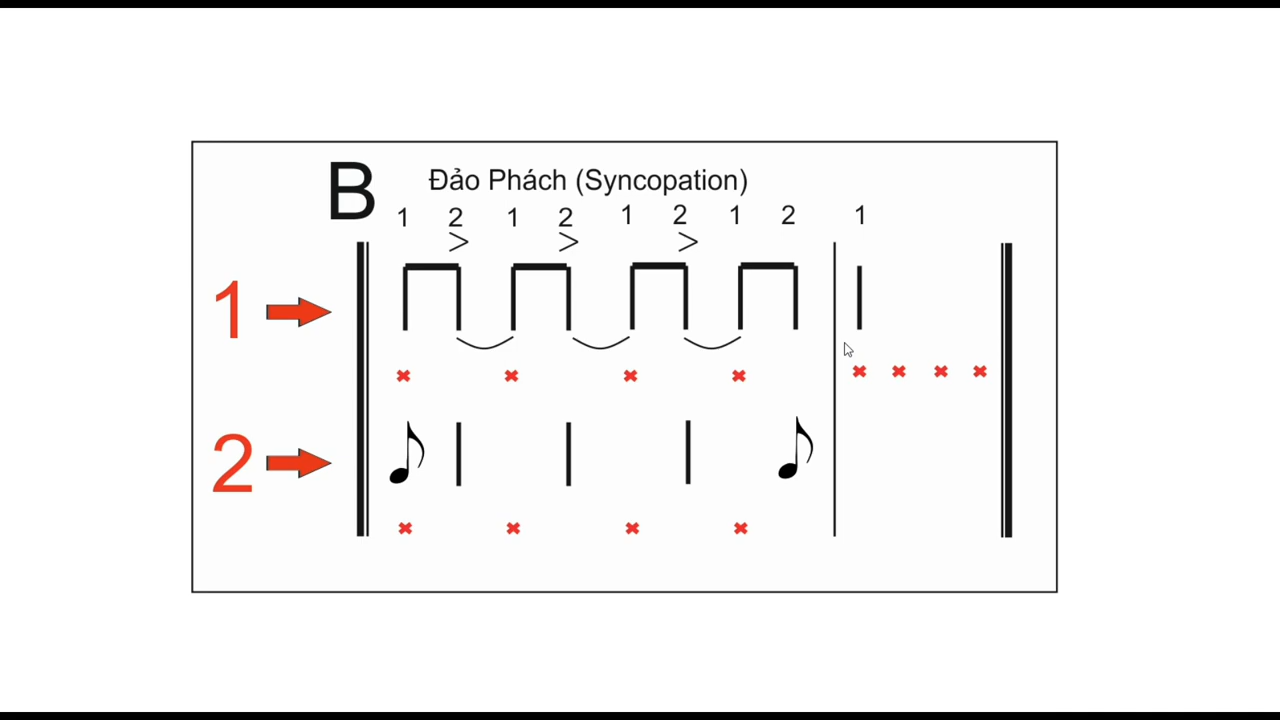 B
Đảo Phách (Syncopation)
1 2 1 2 1 2 1 2 1
1
2